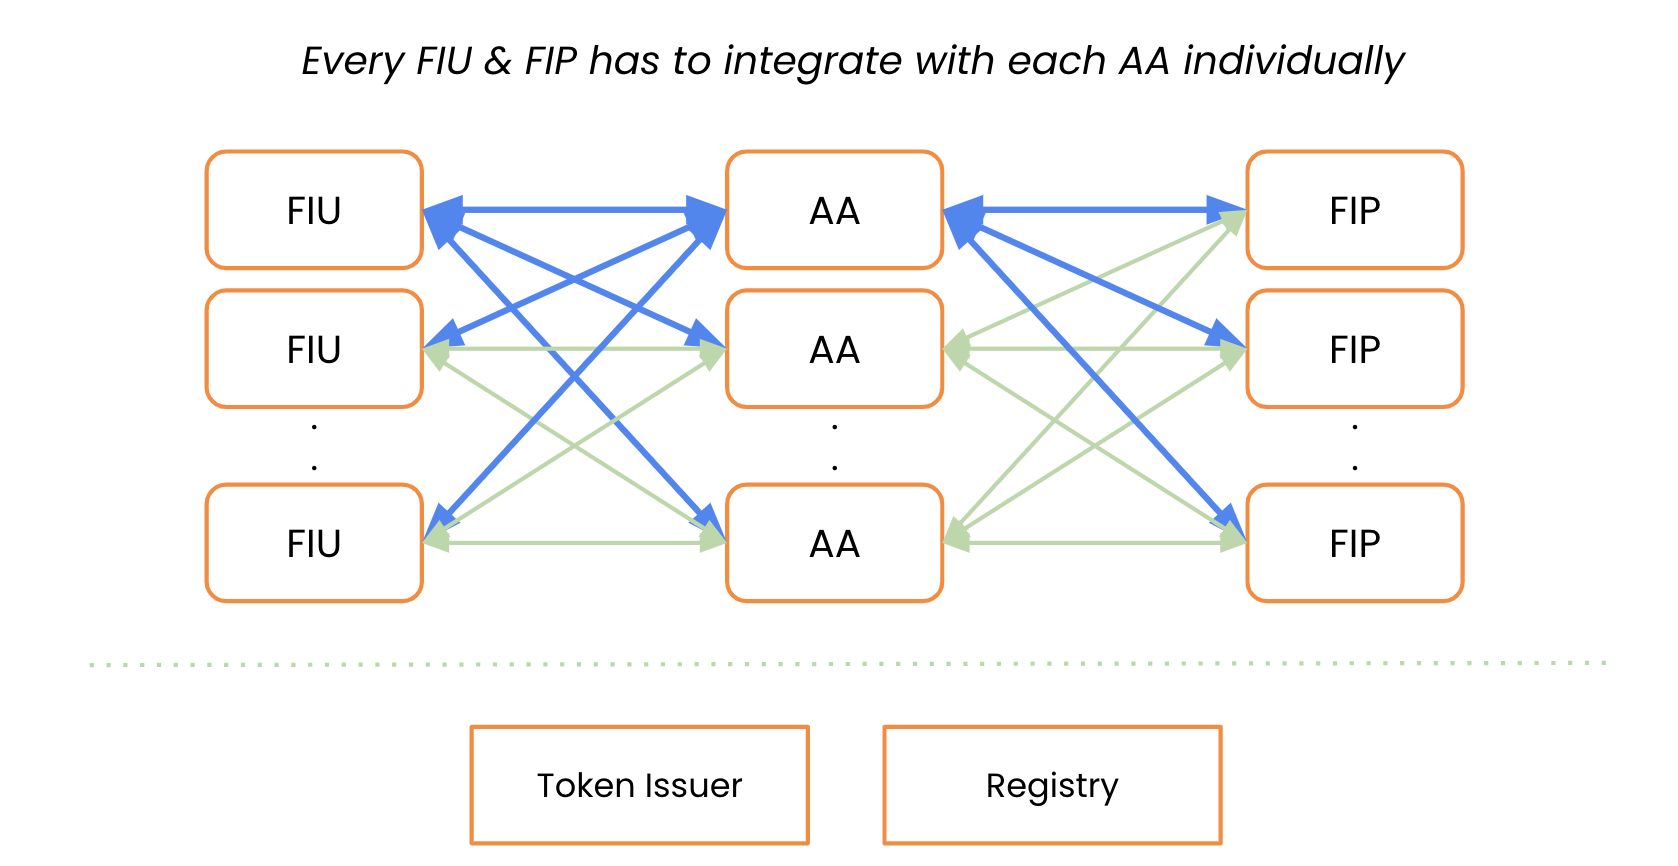 Every FIU & FIP has to integrate with each AA individually
FIU
AA
FIP
FIU
AA
FIP
FIU
AA
FIP
Token Issuer
Registry